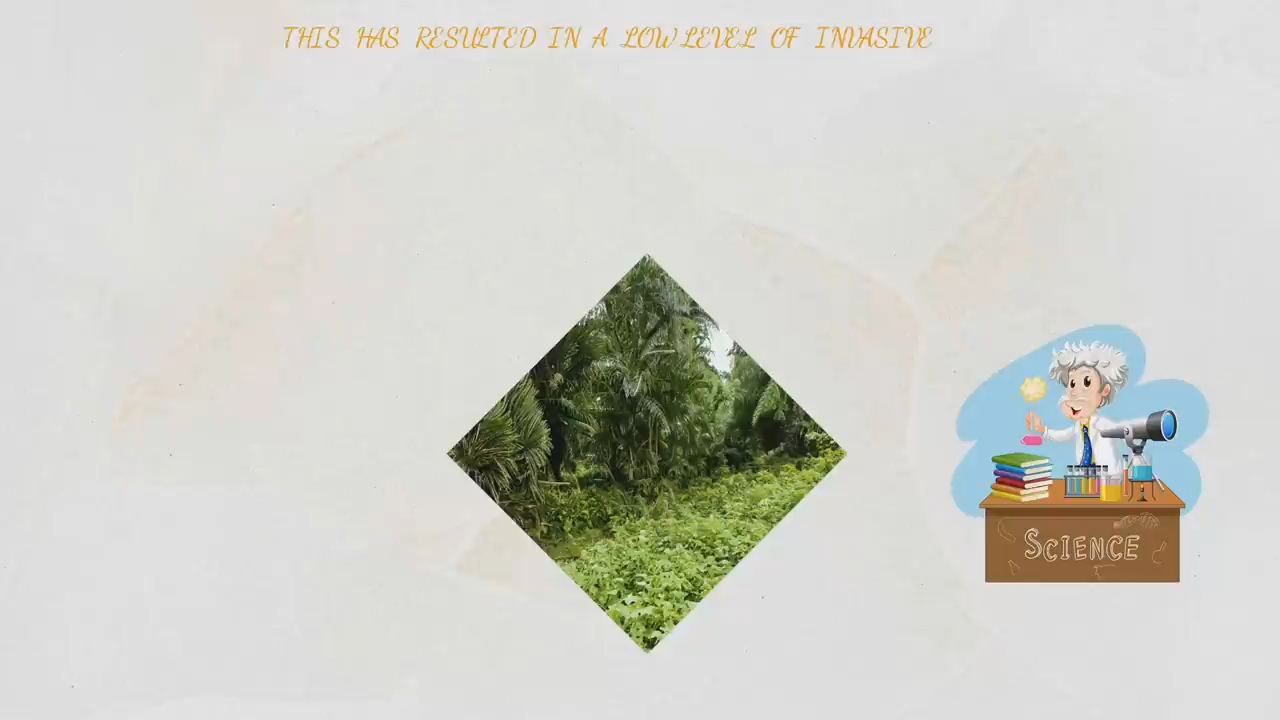 THIS HAS RESULTED IN A LOW LEVEL OF INVASIVE
SCIENCE